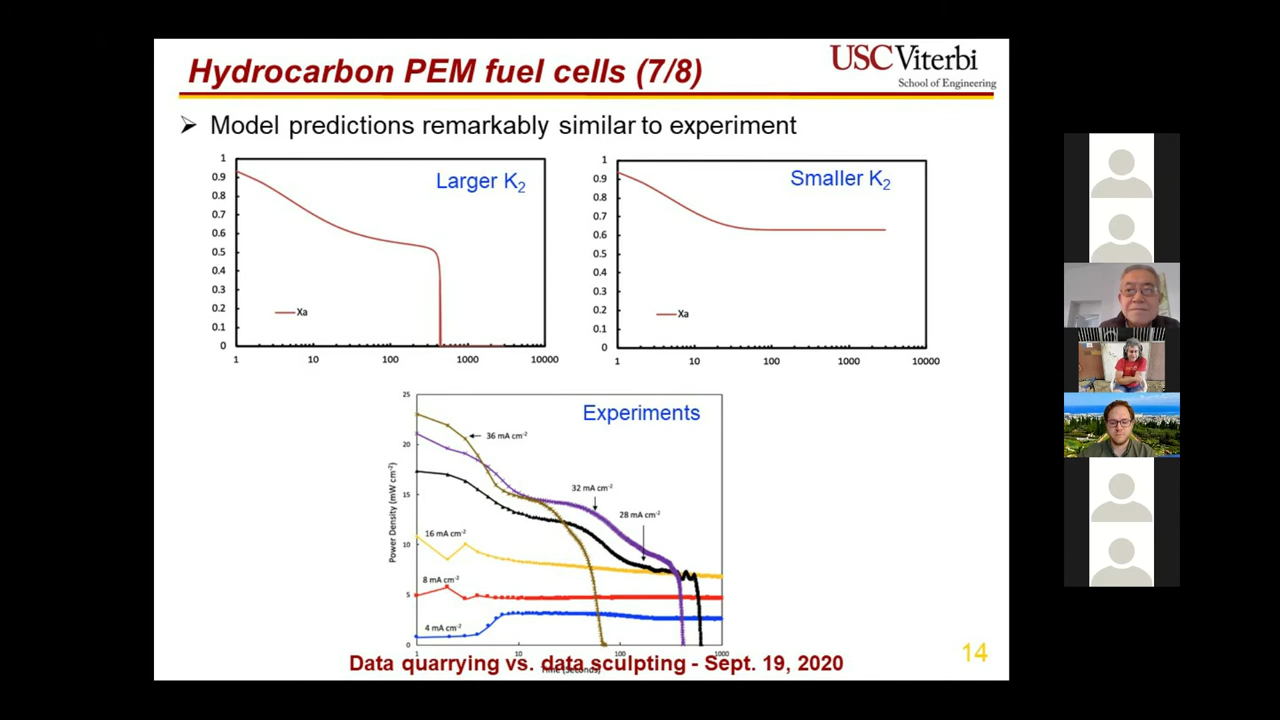 Hydrocarbon PEM fuel cells (7/8)
USC Viterbi
School of Engineering
➢ Model predictions remarkably similar to experiment
1
0.9
0.8
0.7
0.6
0.5
0.4
0.3
0.2
0.1
0
Larger K₂
Xa
1 10 100 1000 10000
1
0.9
0.8
0.7
0.6
0.5
0.4
0.3
0.2
0.1
0
Smaller K₂
Xa
1 10 100 1000 10000
25
20
15
10
5
0
Power Density (mW cm⁻²)
Experiments
36 mA cm⁻²
32 mA cm⁻²
28 mA cm⁻²
16 mA cm⁻²
8 mA cm⁻²
4 mA cm⁻²
1 10 100 1000
Time (Seconds)
Data quarrying vs. data sculpting - Sept. 19, 2020
14